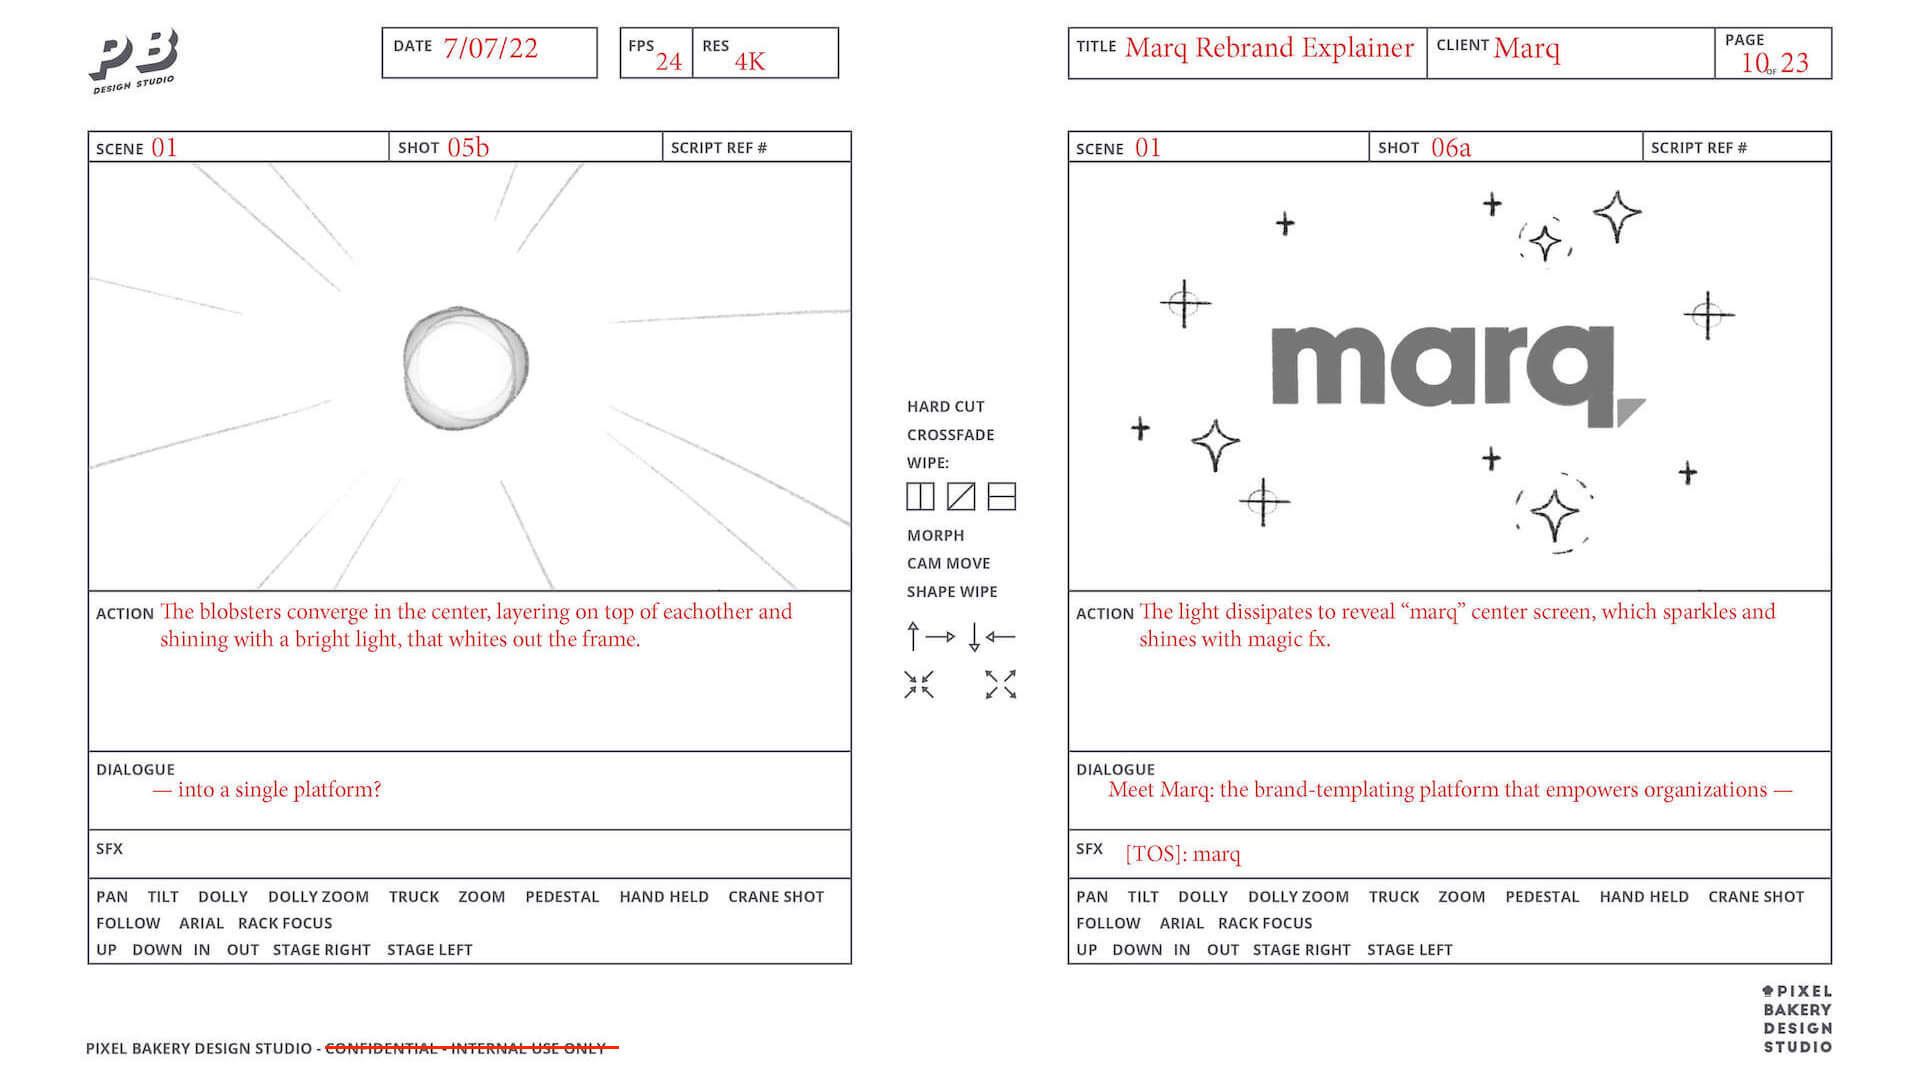 PB
DESIGN STUDIO
DATE 7/07/22
FPS 24 RES 4K
TITLE Marq Rebrand Explainer CLIENT Marq PAGE 10 OF 23
SCENE 01 SHOT 05b SCRIPT REF #
ACTION The blobsters converge in the center, layering on top of eachother and
shining with a bright light, that whites out the frame.
DIALOGUE
— into a single platform?
SFX
PAN TILT DOLLY DOLLY ZOOM TRUCK ZOOM PEDESTAL HAND HELD CRANE SHOT
FOLLOW ARIAL RACK FOCUS
UP DOWN IN OUT STAGE RIGHT STAGE LEFT
HARD CUT
CROSSFADE
WIPE:
MORPH
CAM MOVE
SHAPE WIPE
SCENE 01 SHOT 06a SCRIPT REF #
marq
ACTION The light dissipates to reveal “marq” center screen, which sparkles and
shines with magic fx.
DIALOGUE
Meet Marq: the brand-templating platform that empowers organizations —
SFX [TOS]: marq
PAN TILT DOLLY DOLLY ZOOM TRUCK ZOOM PEDESTAL HAND HELD CRANE SHOT
FOLLOW ARIAL RACK FOCUS
UP DOWN IN OUT STAGE RIGHT STAGE LEFT
PIXEL BAKERY DESIGN STUDIO - CONFIDENTIAL - INTERNAL USE ONLY
PIXEL
BAKERY
DESIGN
STUDIO